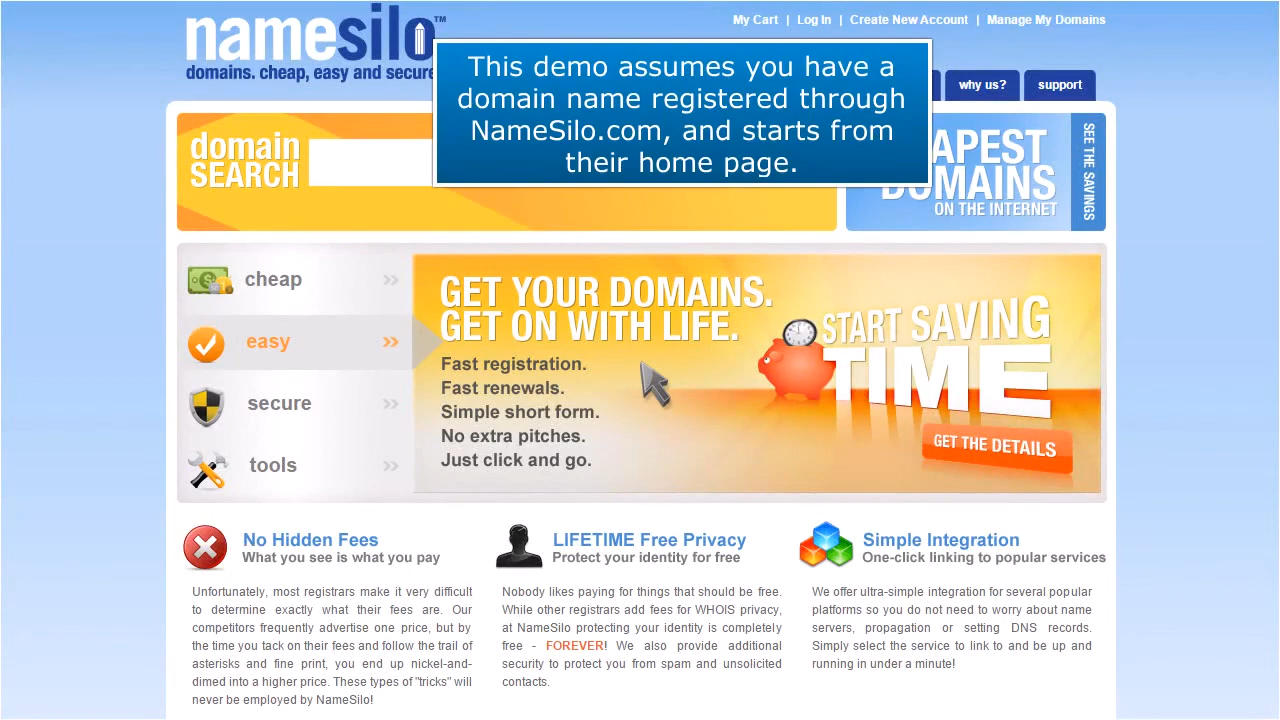 namesilo™
domains. cheap, easy and secure
My Cart | Log In | Create New Account | Manage My Domains
This demo assumes you have a
domain name registered through
NameSilo.com, and starts from
their home page.
why us?
support
domain
SEARCH
DOMAINS
ON THE INTERNET
SEE THE SAVINGS
cheap
easy
secure
tools
GET YOUR DOMAINS.
GET ON WITH LIFE.
Fast registration.
Fast renewals.
Simple short form.
No extra pitches.
Just click and go.
START SAVING
TIME
GET THE DETAILS
No Hidden Fees
What you see is what you pay
Unfortunately, most registrars make it very difficult
to determine exactly what their fees are. Our
competitors frequently advertise one price, but by
the time you tack on their fees and follow the trail of
asterisks and fine print, you end up nickel-and-
dimed into a higher price. These types of "tricks" will
never be employed by NameSilo!
LIFETIME Free Privacy
Protect your identity for free
Nobody likes paying for things that should be free.
While other registrars add fees for WHOIS privacy,
at NameSilo protecting your identity is completely
free - FOREVER! We also provide additional
security to protect you from spam and unsolicited
contacts.
Simple Integration
One-click linking to popular services
We offer ultra-simple integration for several popular
platforms so you do not need to worry about name
servers, propagation or setting DNS records.
Simply select the service to link to and be up and
running in under a minute!